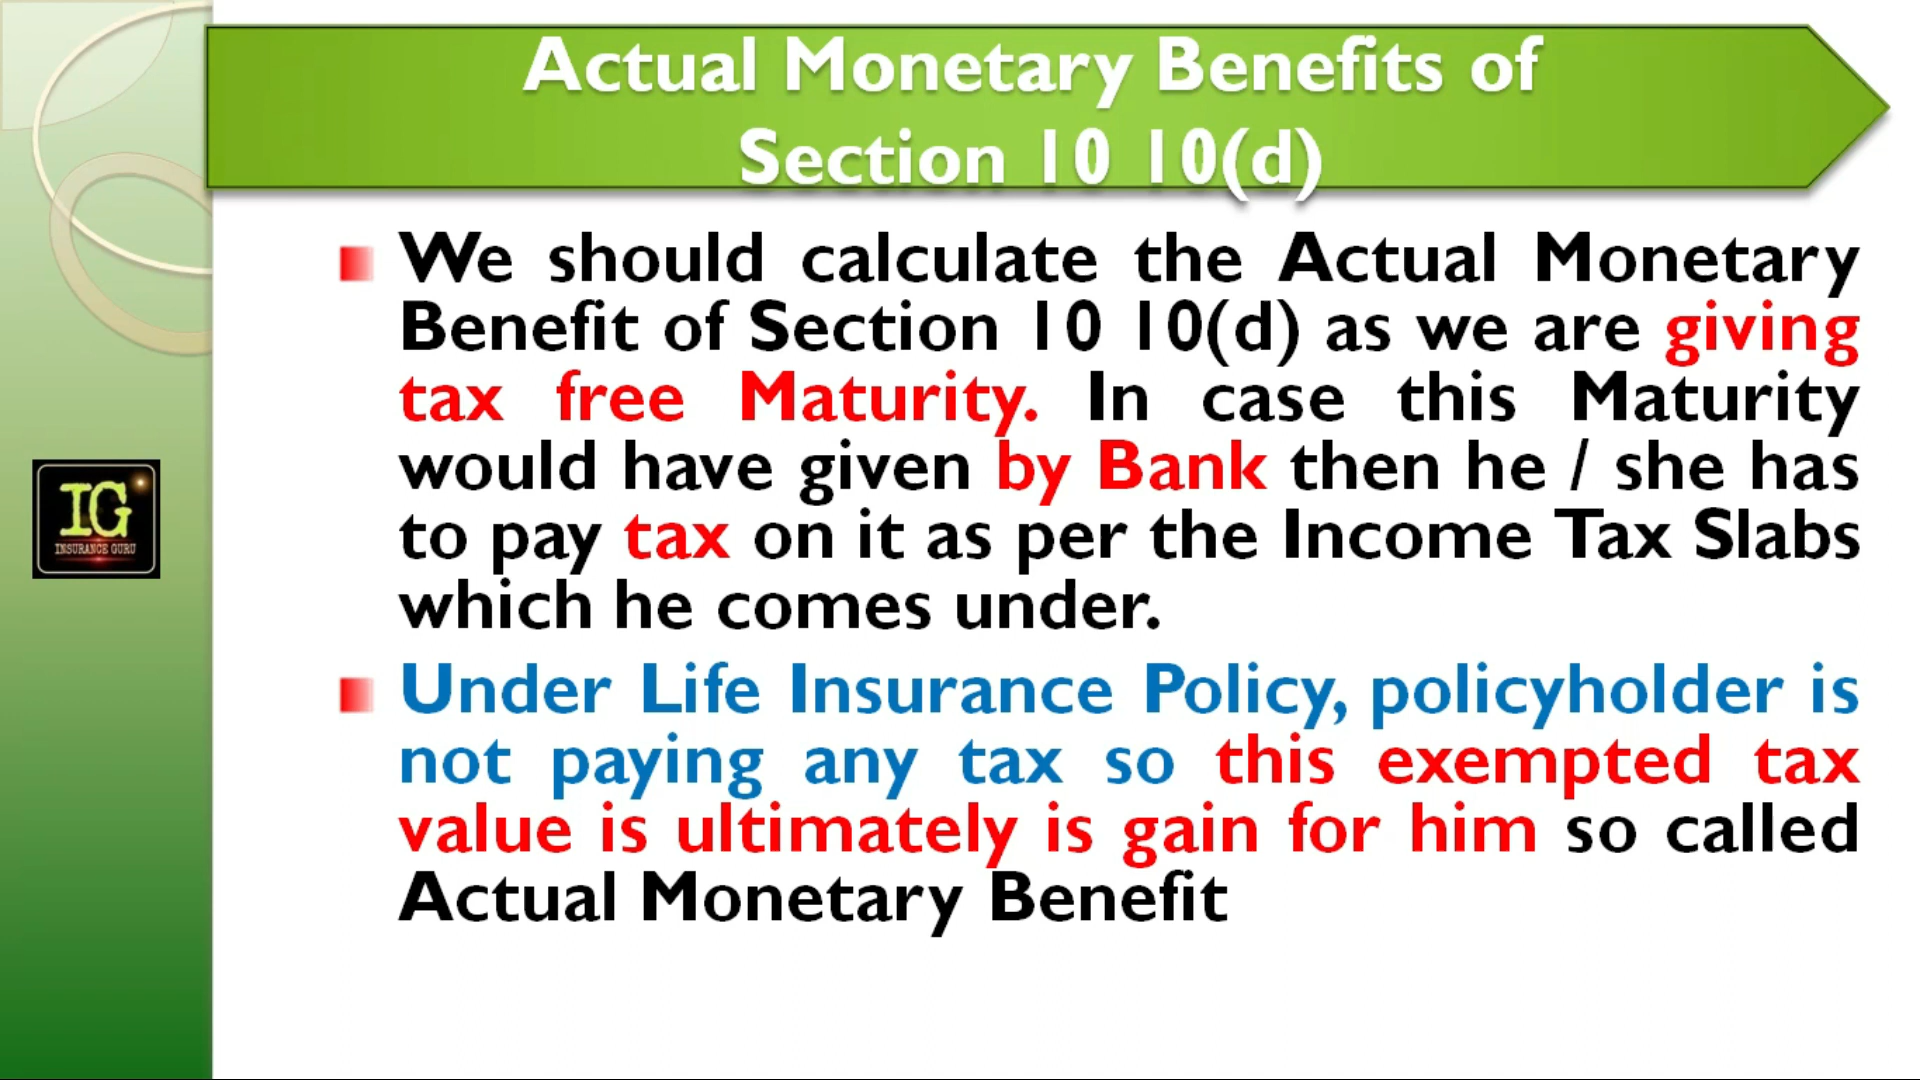 Actual Monetary Benefits of
Section 10 10(d)
We should calculate the Actual Monetary
Benefit of Section 10 10(d) as we are giving
tax free Maturity. In case this Maturity
would have given by Bank then he / she has
to pay tax on it as per the Income Tax Slabs
which he comes under.
Under Life Insurance Policy, policyholder is
not paying any tax so this exempted tax
value is ultimately is gain for him so called
Actual Monetary Benefit
IG
INSURANCE GURU